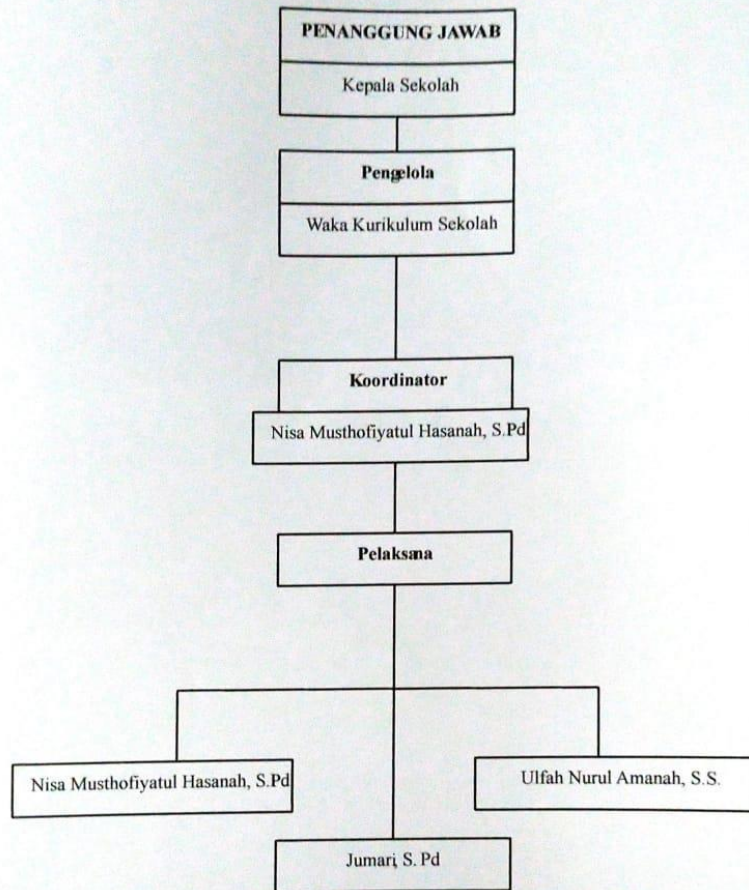 PENANGGUNG JAWAB
Kepala Sekolah
Pengelola
Waka Kurikulum Sekolah
Koordinator
Nisa Musthofiyatul Hasanah, S.Pd
Pelaksana
Nisa Musthofiyatul Hasanah, S.Pd
Ulfah Nurul Amanah, S.S.
Jumari, S. Pd